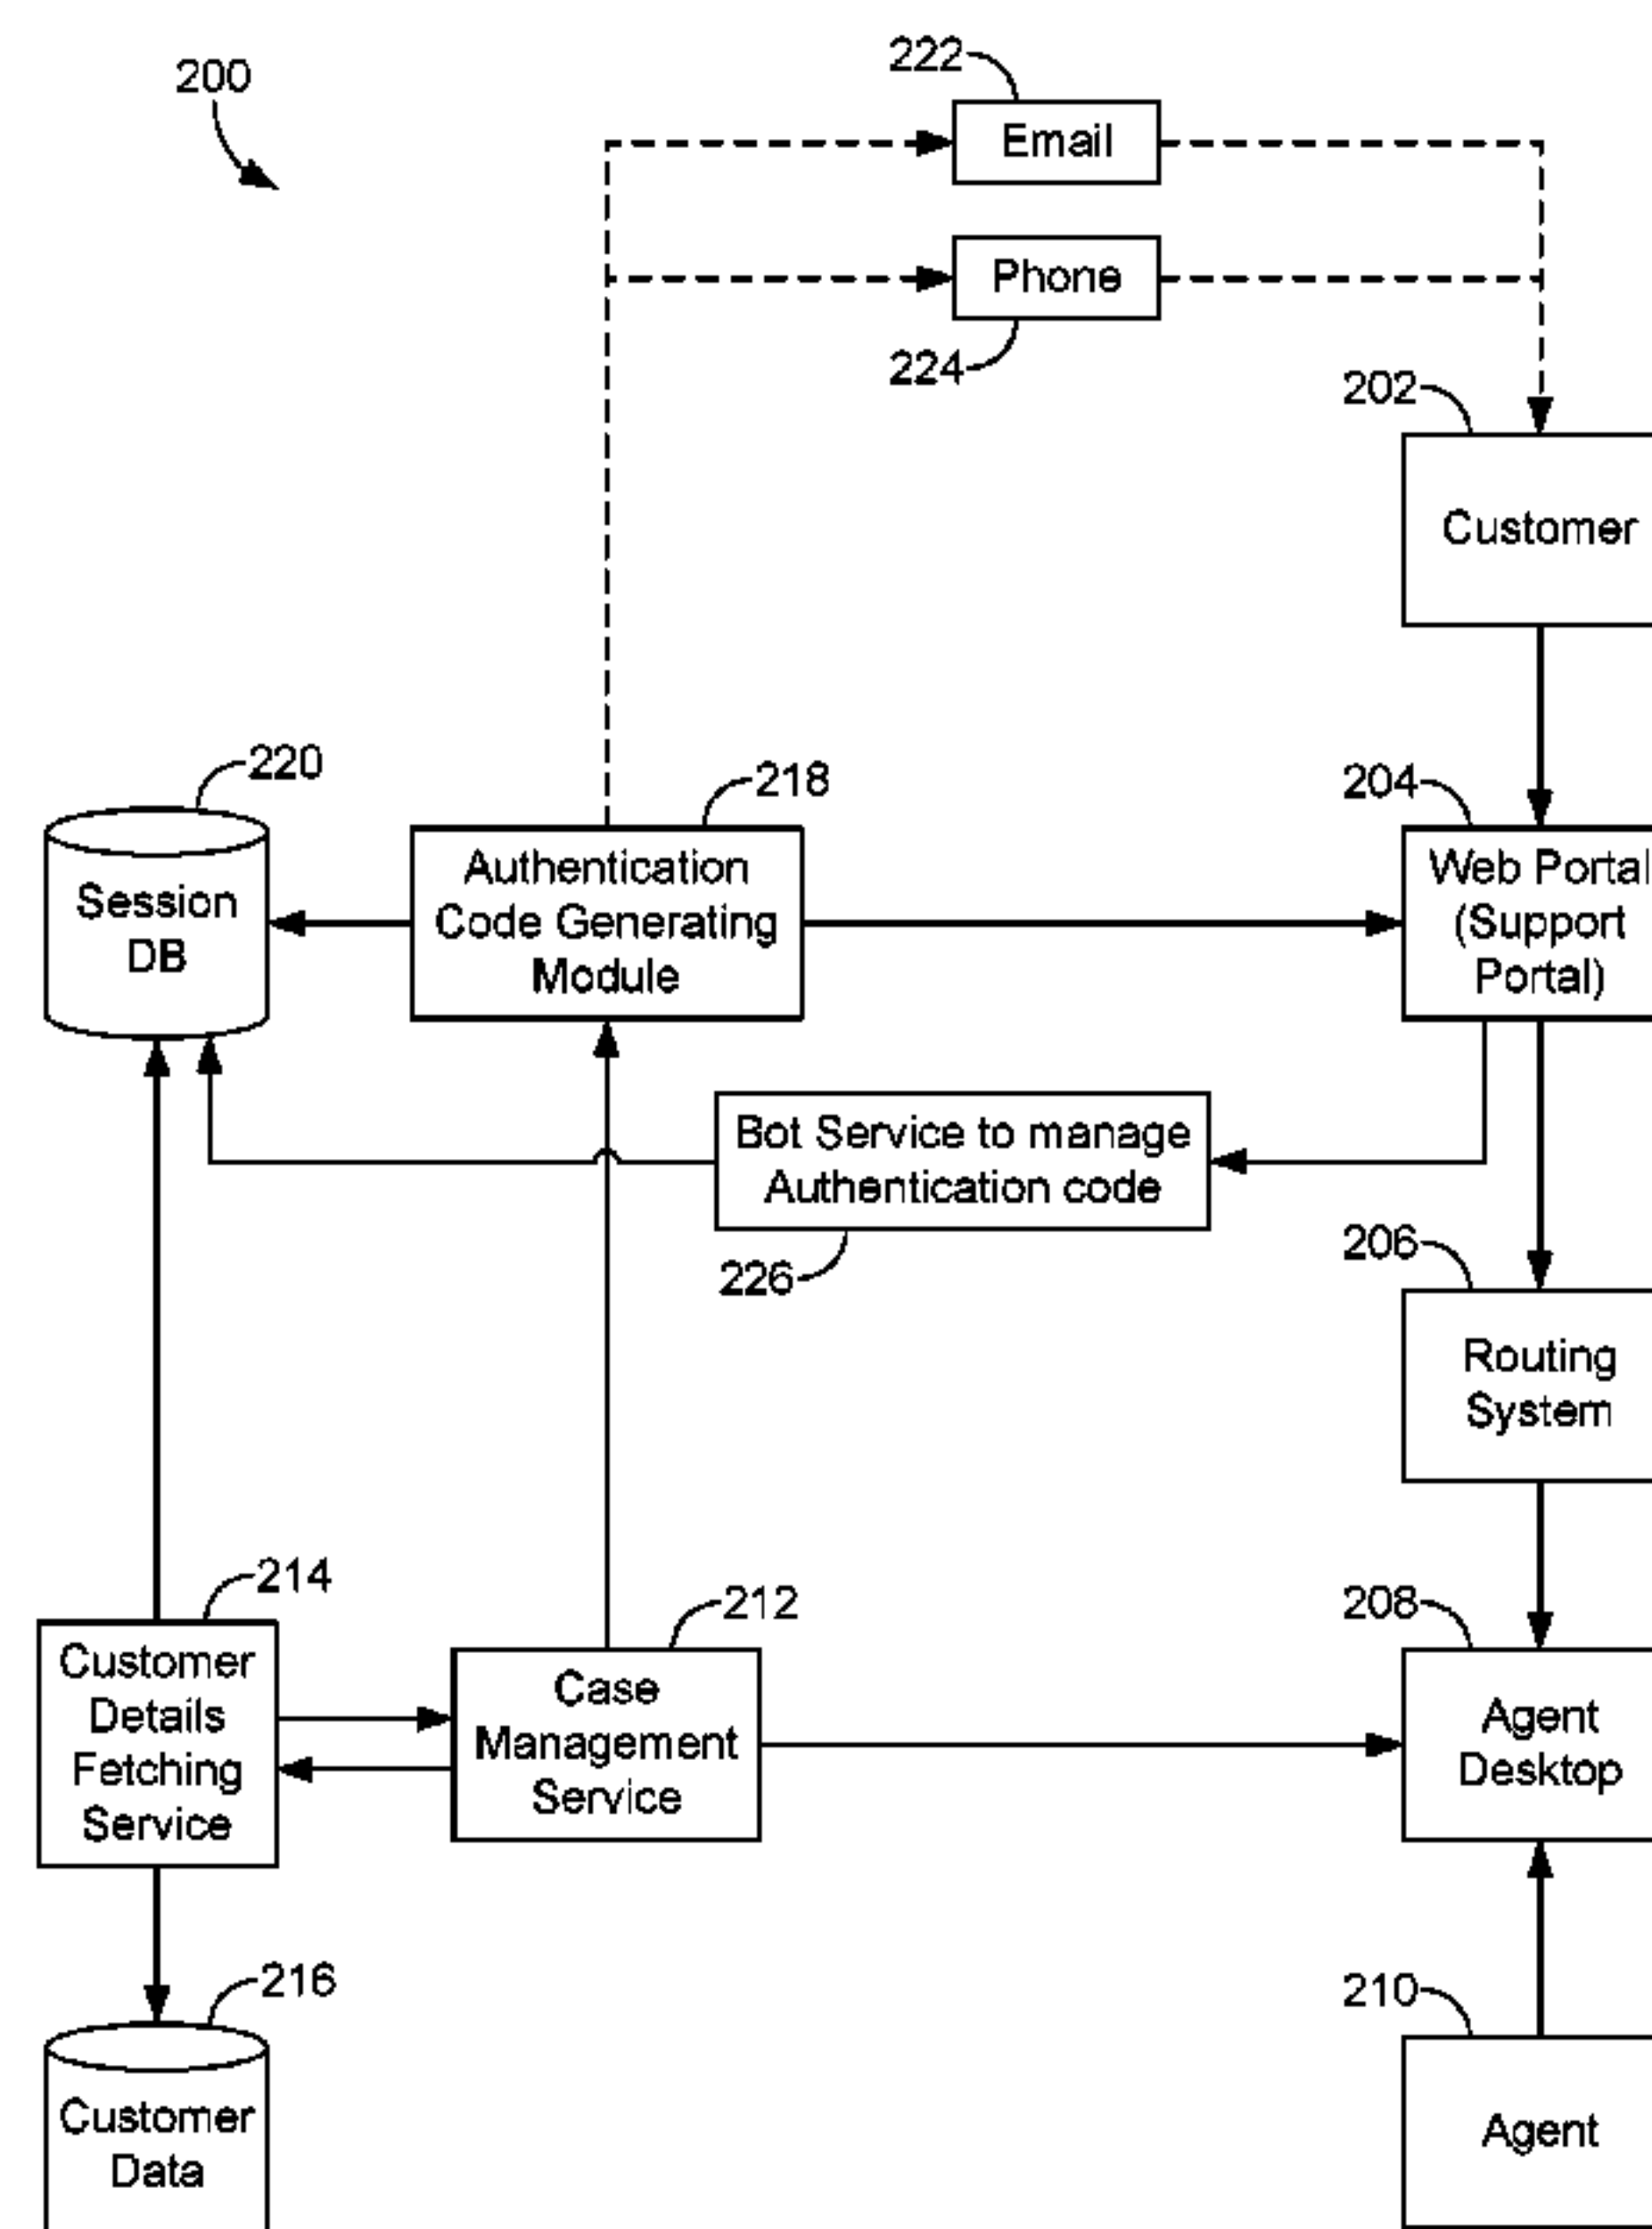 200
222
Email
Phone
224
202
Customer
220
218
204
Session
DB
Authentication
Code Generating
Module
Web Portal
(Support
Portal)
Bot Service to manage
Authentication code
226
206
Routing
System
214
212
208
Customer
Details
Fetching
Service
Case
Management
Service
Agent
Desktop
216
210
Customer
Data
Agent